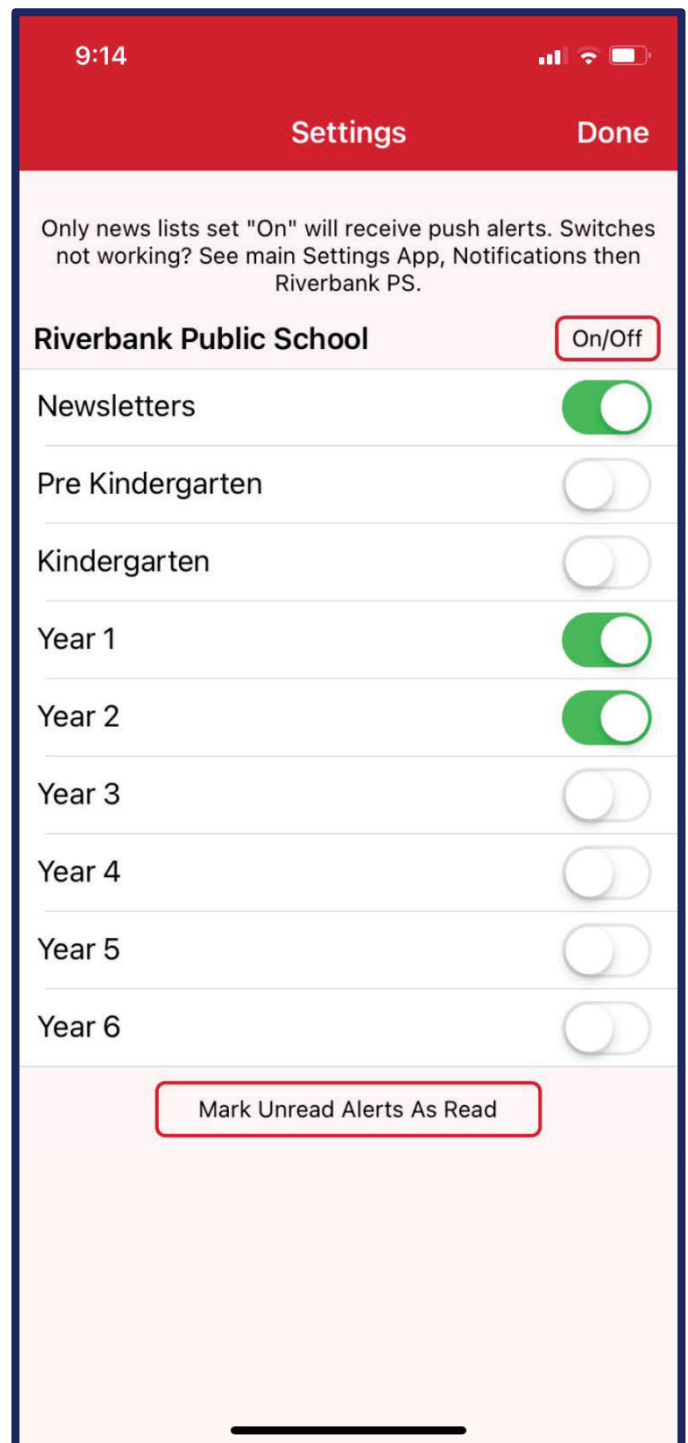 9:14
Settings Done
Only news lists set "On" will receive push alerts. Switches
not working? See main Settings App, Notifications then
Riverbank PS.
Riverbank Public School On/Off
Newsletters
Pre Kindergarten
Kindergarten
Year 1
Year 2
Year 3
Year 4
Year 5
Year 6
Mark Unread Alerts As Read